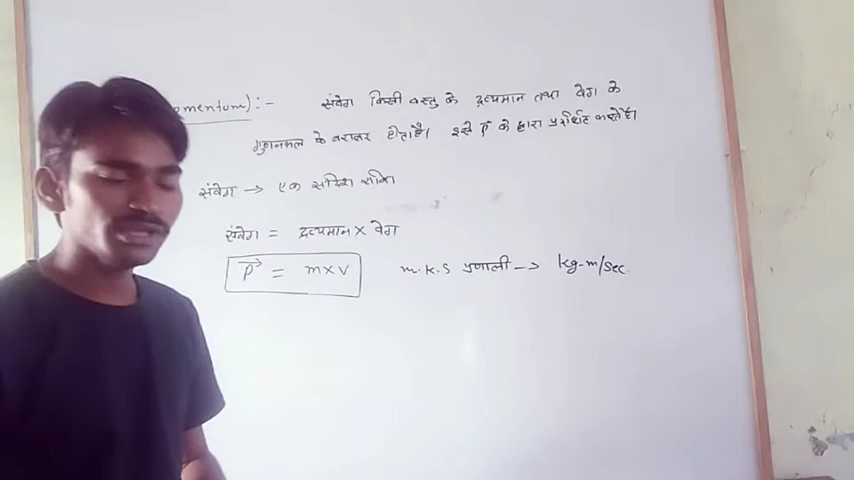 omentum):- संवेग किसी वस्तु के द्रव्यमान तथा वेग के
गुणनफल के बराबर होता है। इसे P के द्वारा प्रदर्शित करते हैं।
संवेग → एक सदिश राशि
संवेग = द्रव्यमान × वेग
P⃗ = m×v m.k.s प्रणाली → kg-m/sec.